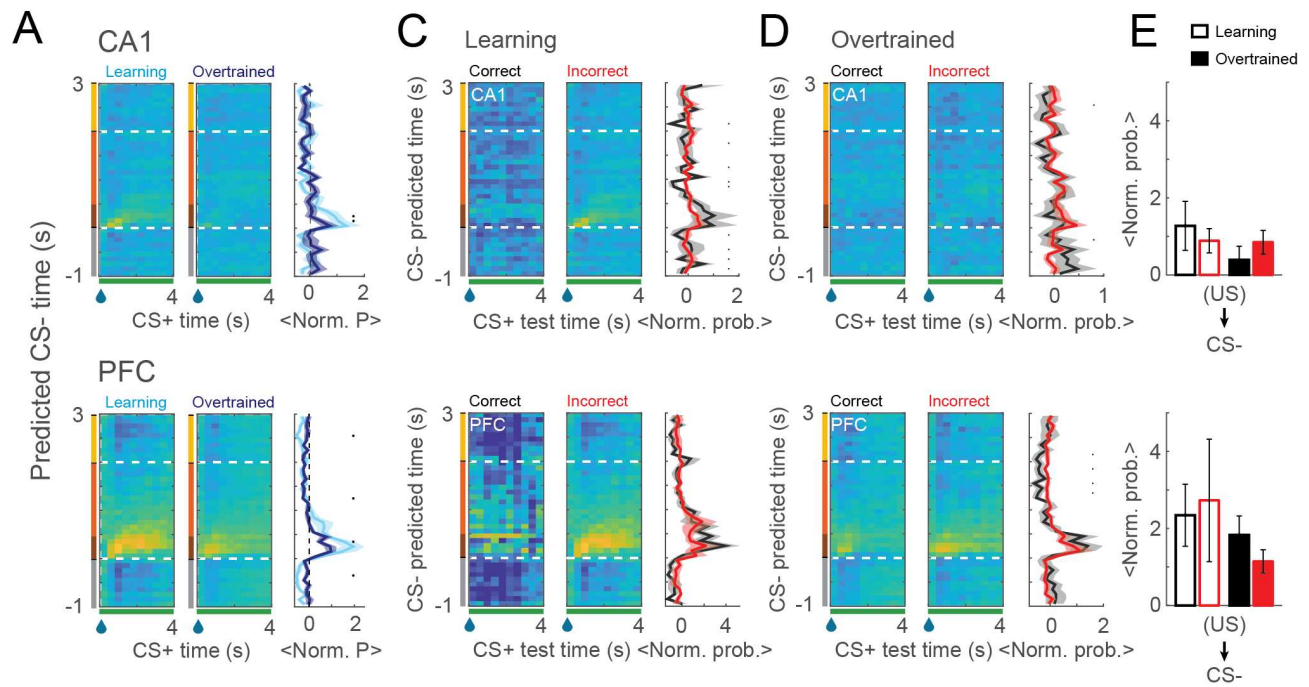 A
C
D
E
CA1
Learning
Overtrained
Learning
Overtrained
Learning
Overtrained
Correct
Incorrect
Correct
Incorrect
3
-1
CA1
3
-1
CA1
3
-1
Predicted CS- time (s)
CS- predicted time (s)
CS- predicted time (s)
<Norm. prob.>
4
2
0
4
4
0
2
4
4
0
2
4
4
4
0
1
CS+ time (s)
<Norm. P>
CS+ test time (s) <Norm. prob.>
CS+ test time (s) <Norm. prob.>
(US)
CS-
PFC
Learning
Overtrained
Correct
Incorrect
Correct
Incorrect
3
-1
PFC
3
-1
PFC
3
-1
CS- predicted time (s)
CS- predicted time (s)
<Norm. prob.>
4
2
0
4
4
0
2
4
4
0
2
4
4
4
0
2
CS+ time (s)
<Norm. P>
CS+ test time (s) <Norm. prob.>
CS+ test time (s) <Norm. prob.>
(US)
CS-